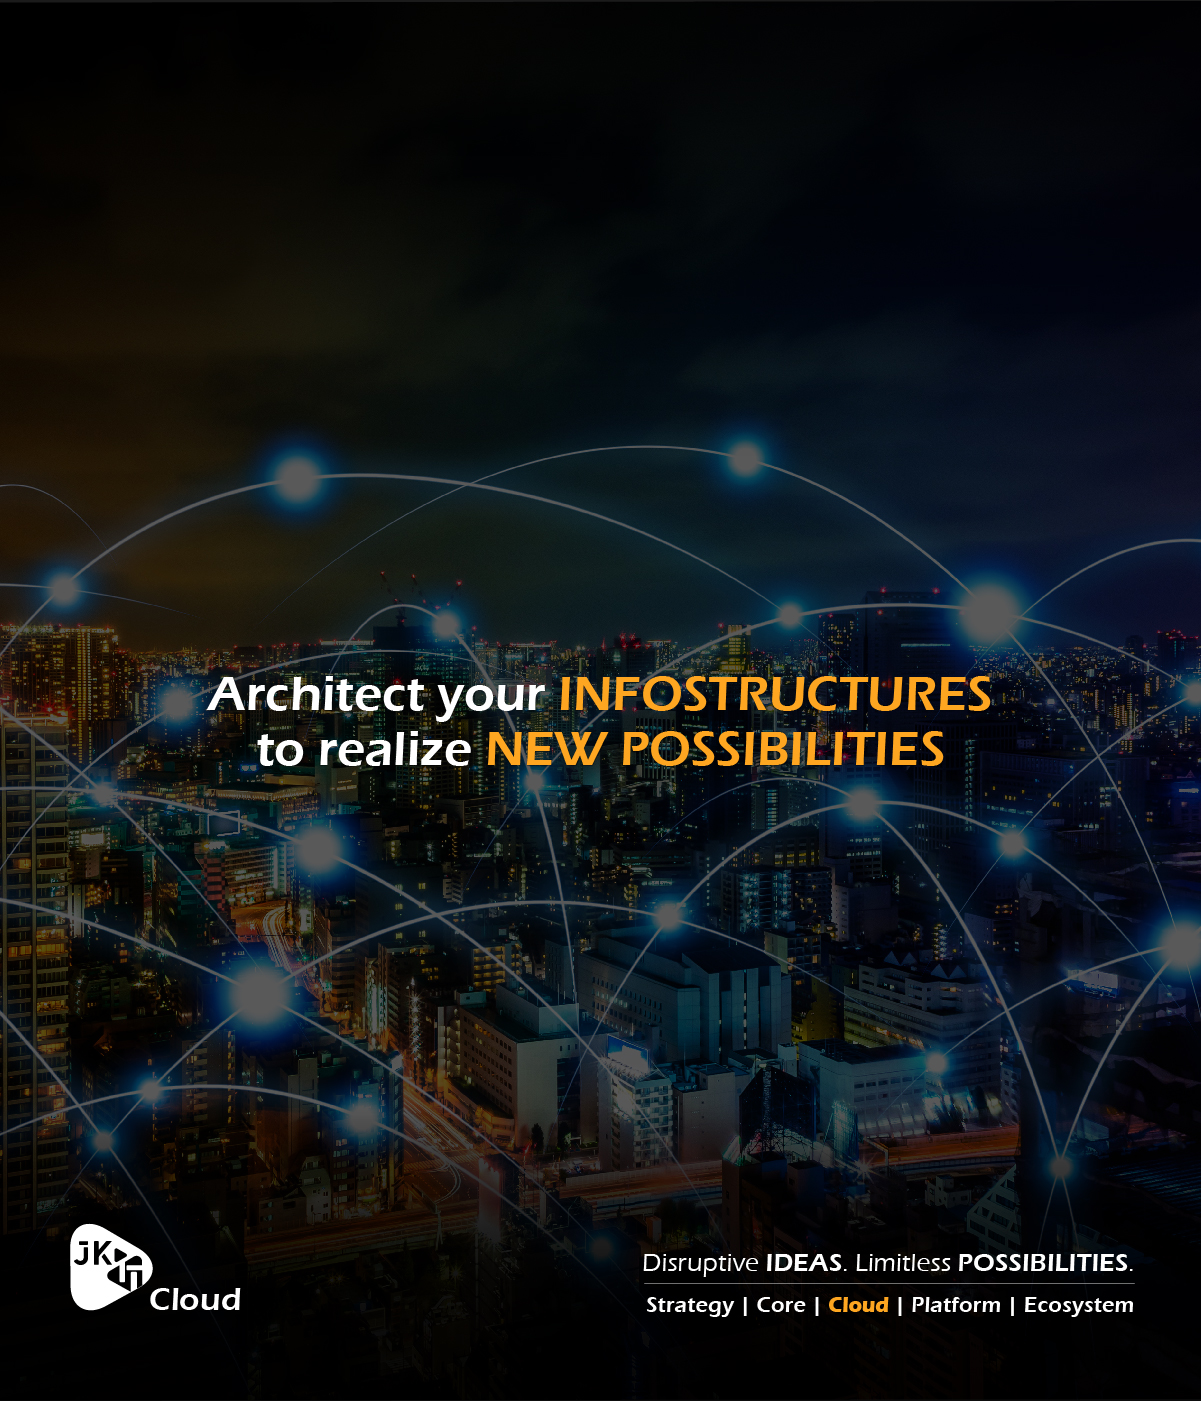 Architect your INFOSTRUCTURES
to realize NEW POSSIBILITIES
JK
Cloud
Disruptive IDEAS. Limitless POSSIBILITIES.
Strategy | Core | Cloud | Platform | Ecosystem